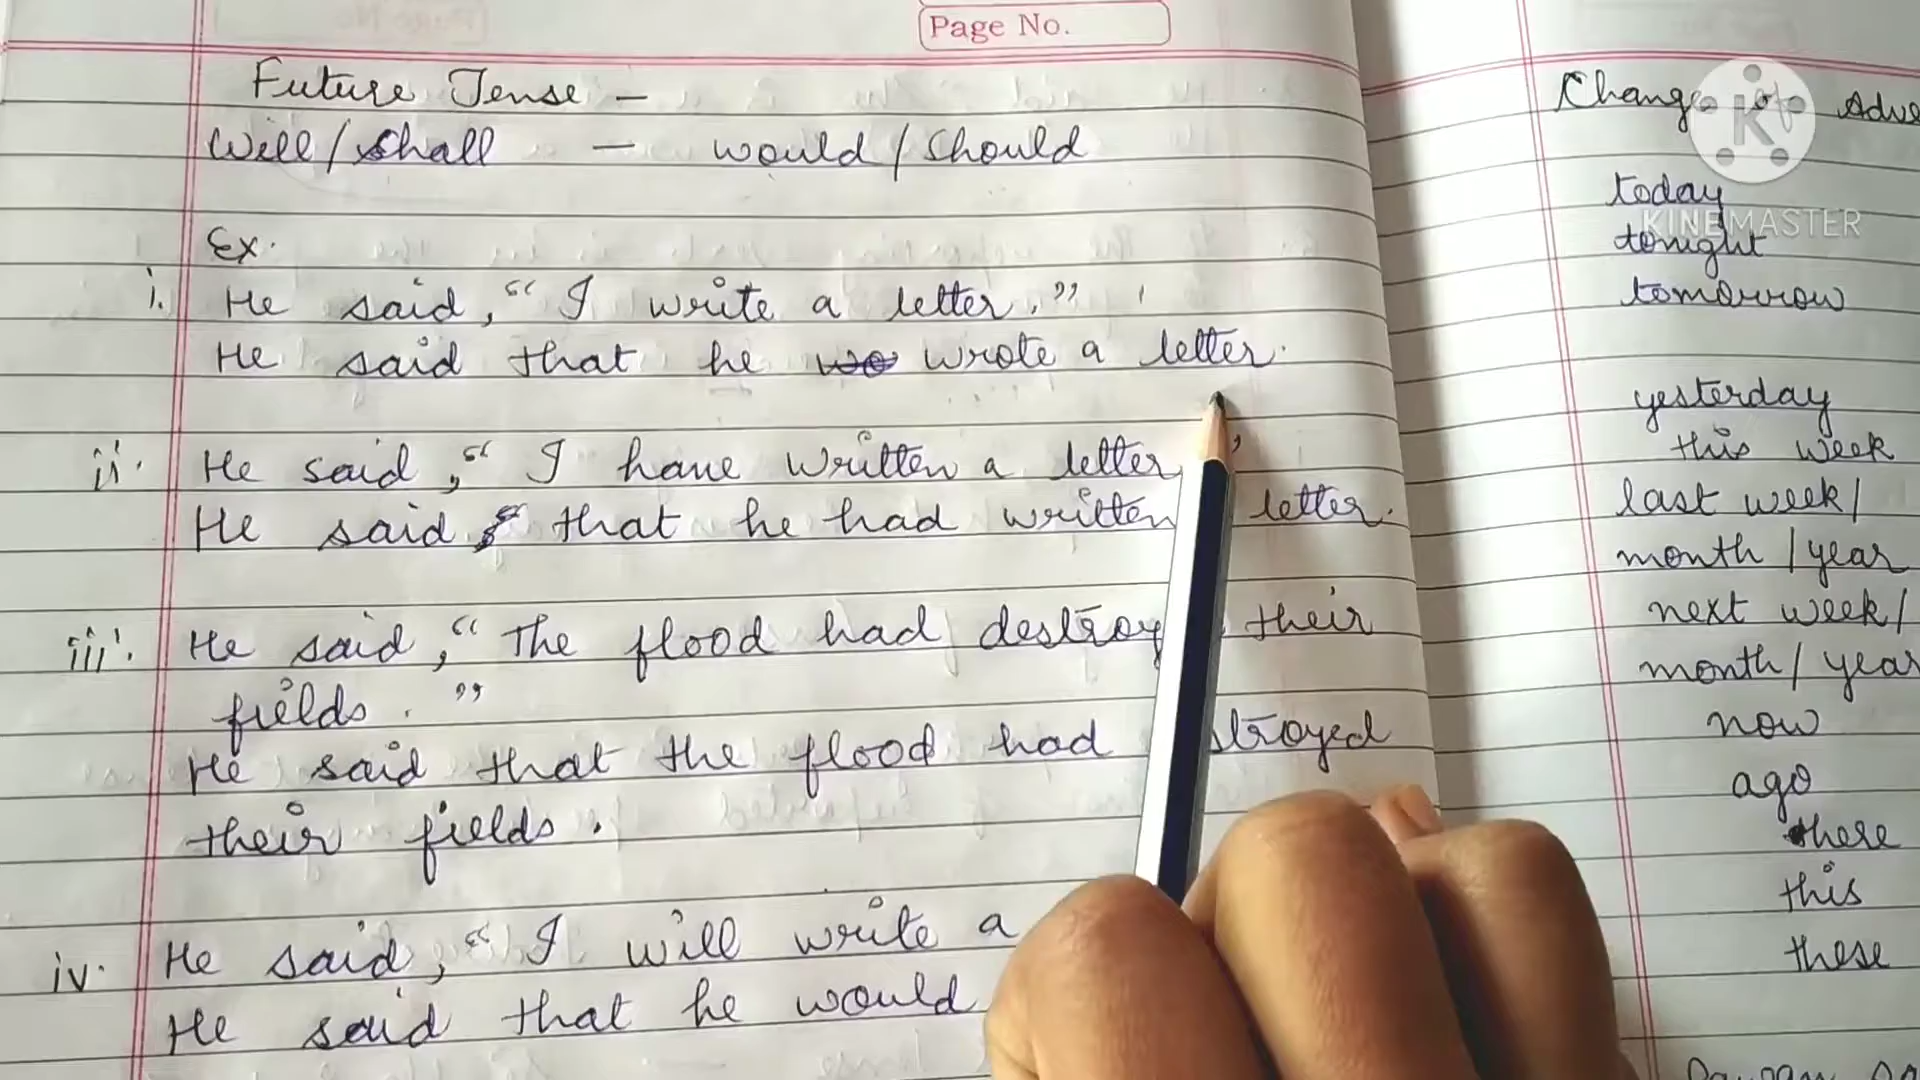 Page No.
Future Tense –
Will/shall – would/should
Ex.
i. He said, "I write a letter."
He said that he wrote a letter.
ii. He said, "I have written a letter
He said that he had written letter.
iii. He said, "The flood had destroy their
fields."
He said that the flood had
their fields.
iv. He said, "I will write a
He said that he would
Change of
today
tonight
tomorrow
yesterday
this week
last week/
month/year
next week/
month/year
now
ago
here
this
these
K
KINEMASTER